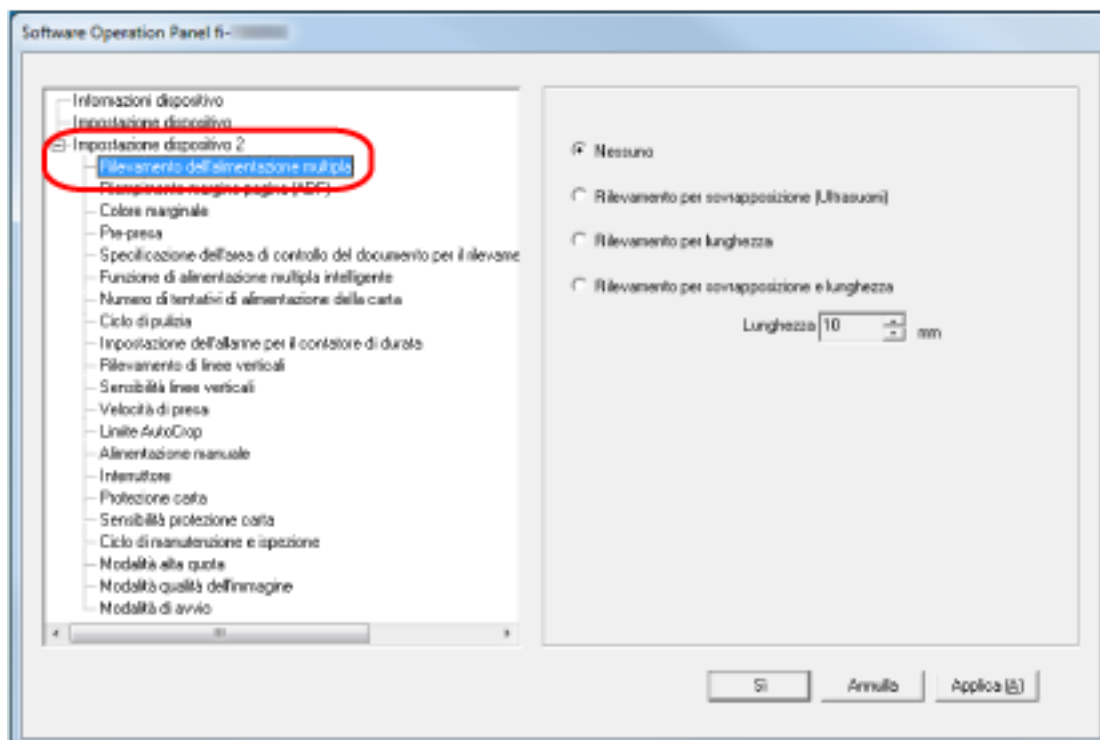 Software Operation Panel fi-
Informazioni dispositivo
Impostazione dispositivo
Impostazione dispositivo 2
Rilevamento dell'alimentazione multipla
Riempimento margine pagina (ADF)
Colore marginale
Pre-presa
Specificazione dell'area di controllo del documento per il rilevame
Funzione di alimentazione multipla intelligente
Numero di tentativi di alimentazione della carta
Ciclo di pulizia
Impostazione dell'allarme per il contatore di durata
Rilevamento di linee verticali
Sensibilità linee verticali
Velocità di presa
Limite AutoCrop
Alimentazione manuale
Interruttore
Protezione carta
Sensibilità protezione carta
Ciclo di manutenzione e ispezione
Modalità alta quota
Modalità qualità dell'immagine
Modalità di avvio
Nessuno
Rilevamento per sovrapposizione (Ultrasuoni)
Rilevamento per lunghezza
Rilevamento per sovrapposizione e lunghezza
Lunghezza 10 mm
Sì Annulla Applica (A)